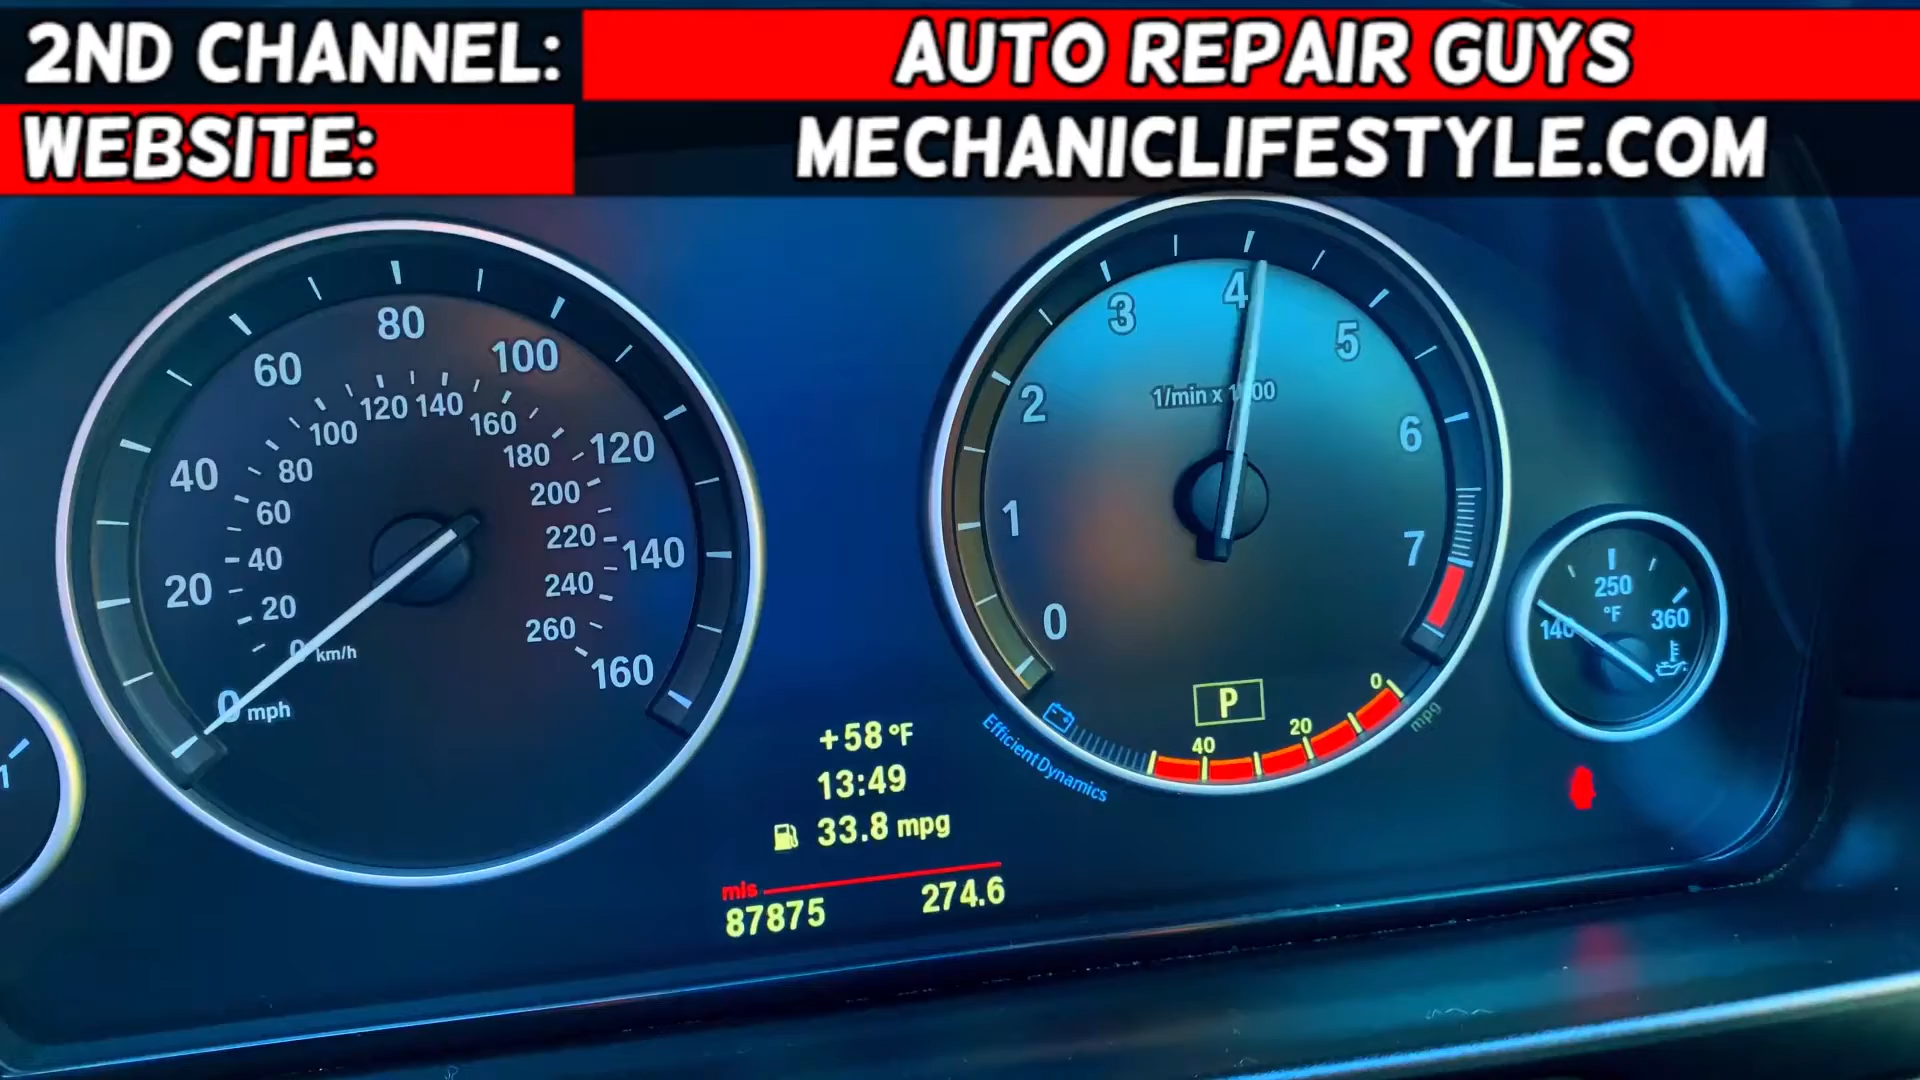 2ND CHANNEL: AUTO REPAIR GUYS
WEBSITE: MECHANICLIFESTYLE.COM
80
60 100
120 140
100 160
40 80 180 120
60 200
220 140
40 240
20 20 260
0 km/h 160
0 mph
1
4
3 5
1/min x
2 6
1 7
0
P
0
20
40 mpg
EfficientDynamics
250
°F
140 360
+58 °F
13:49
33.8 mpg
mls
87875 274.6